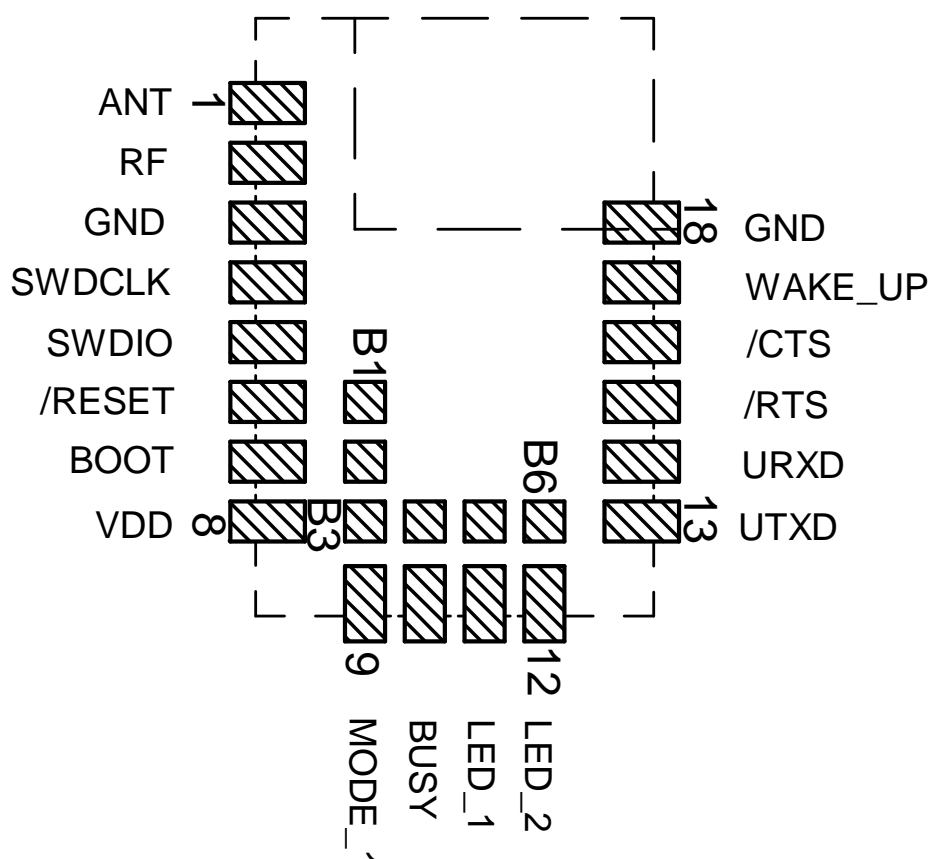 ANT 1
RF
GND
SWDCLK
SWDIO
/RESET
BOOT
VDD 8
B1
B3
B6
18 GND
WAKE_UP
/CTS
/RTS
URXD
13 UTXD
9
12
MODE_
BUSY
LED_1
LED_2